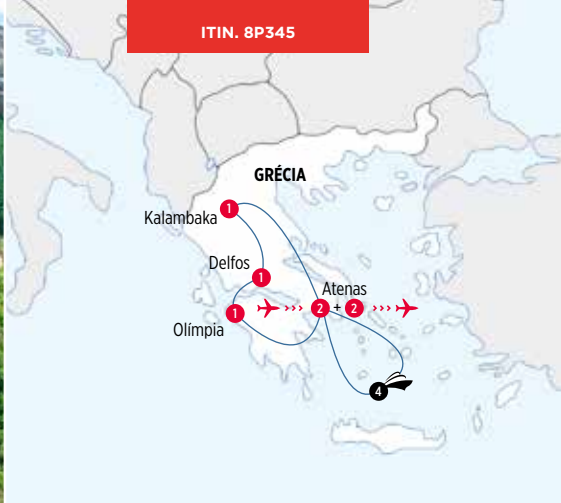 ITIN. 8P345
GRÉCIA
1
Kalambaka
Delfos
1
Atenas
1
2 + 2
Olímpia
4